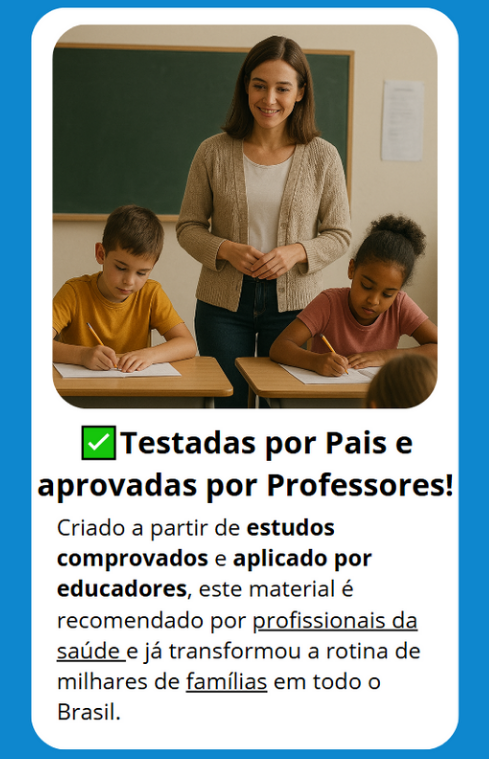 ✅Testadas por Pais e
aprovadas por Professores!
Criado a partir de estudos
comprovados e aplicado por
educadores, este material é
recomendado por profissionais da
saúde e já transformou a rotina de
milhares de famílias em todo o
Brasil.